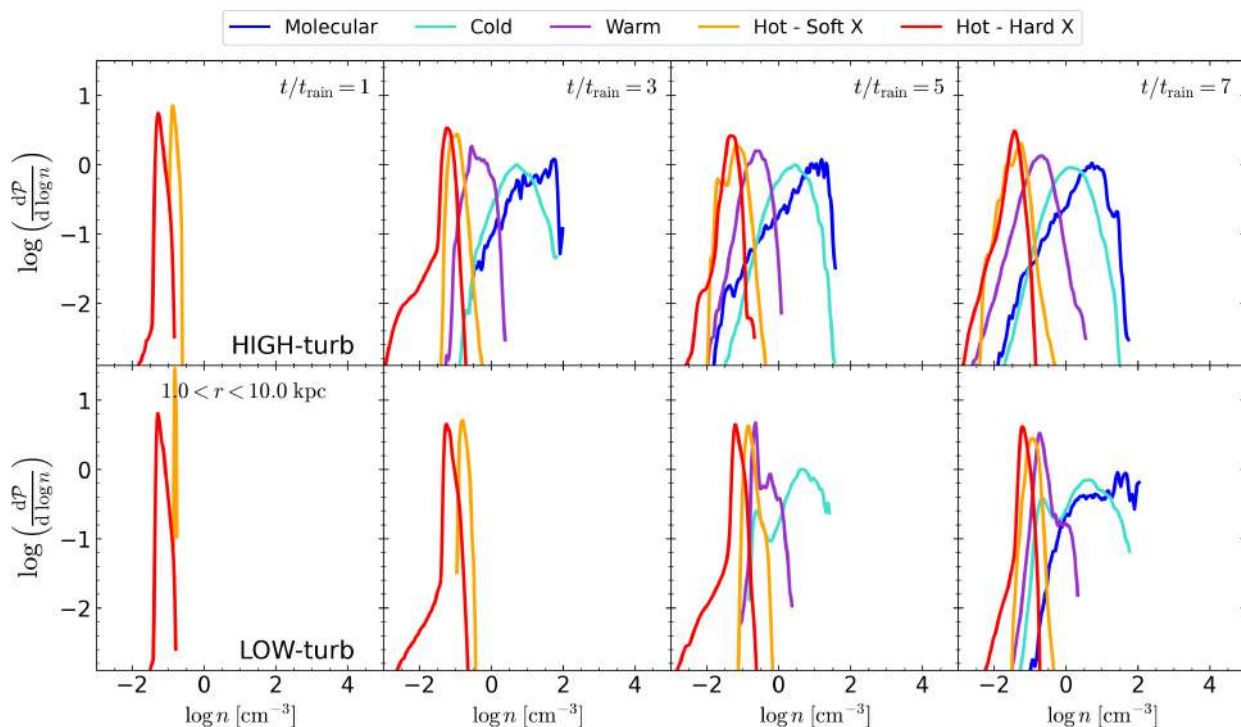 Molecular Cold Warm Hot - Soft X Hot - Hard X
t/t_rain = 1 t/t_rain = 3 t/t_rain = 5 t/t_rain = 7
1
0
−1
−2
log (dP/d log n)
HIGH-turb
1.0 < r < 10.0 kpc
1
0
−1
−2
log (dP/d log n)
LOW-turb
−2 0 2 4 −2 0 2 4 −2 0 2 4 −2 0 2 4
log n [cm⁻³] log n [cm⁻³] log n [cm⁻³] log n [cm⁻³]